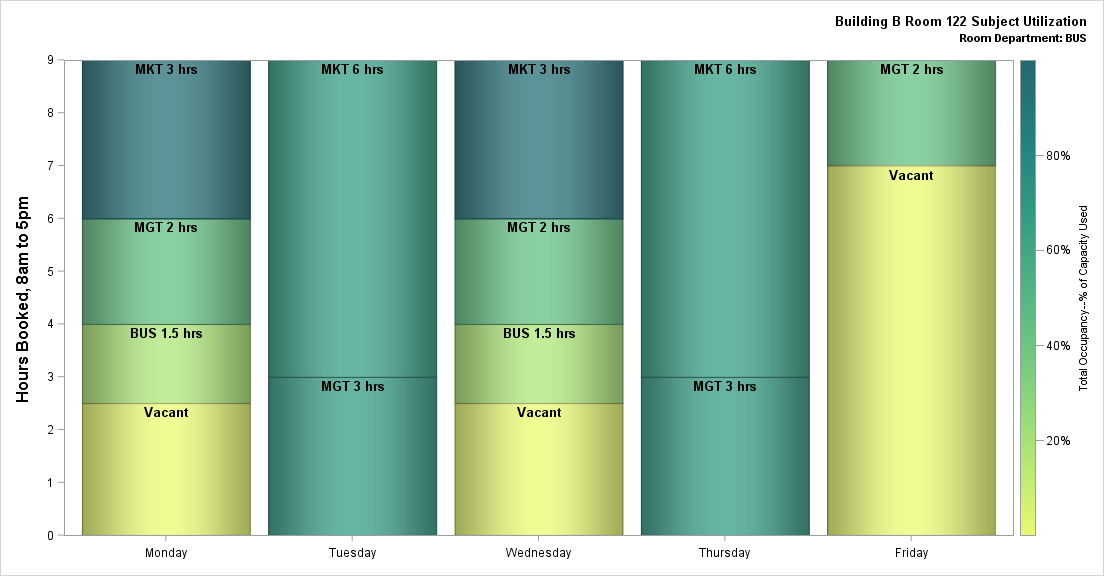 Building B Room 122 Subject Utilization
Room Department: BUS
Hours Booked, 8am to 5pm
9
8
7
6
5
4
3
2
1
0
MKT 3 hrs
MGT 2 hrs
BUS 1.5 hrs
Vacant
MKT 6 hrs
MGT 3 hrs
MKT 3 hrs
MGT 2 hrs
BUS 1.5 hrs
Vacant
MKT 6 hrs
MGT 3 hrs
MGT 2 hrs
Vacant
Monday
Tuesday
Wednesday
Thursday
Friday
80%
60%
40%
20%
Total Occupancy--% of Capacity Used